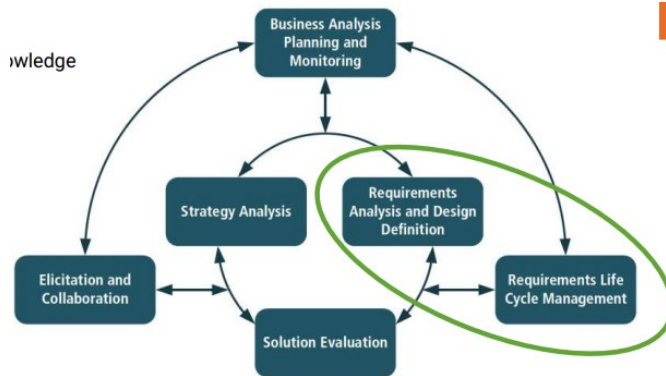 Business Analysis
Planning and
Monitoring
owledge
Strategy Analysis
Requirements
Analysis and Design
Definition
Elicitation and
Collaboration
Requirements Life
Cycle Management
Solution Evaluation